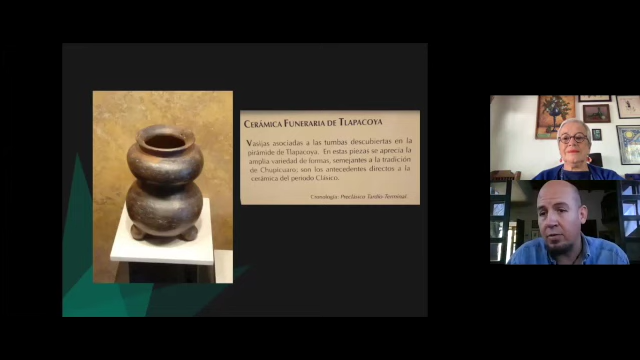 CERÁMICA FUNERARIA DE TLAPACOYA
Vasijas asociadas a las tumbas descubiertas en la
pirámide de Tlapacoya. En estas piezas se aprecia la
amplia variedad de formas, semejantes a la tradición
de Chupícuaro; son los antecedentes directos a la
cerámica del periodo Clásico.
Cronología: Preclásico Tardío-Terminal.